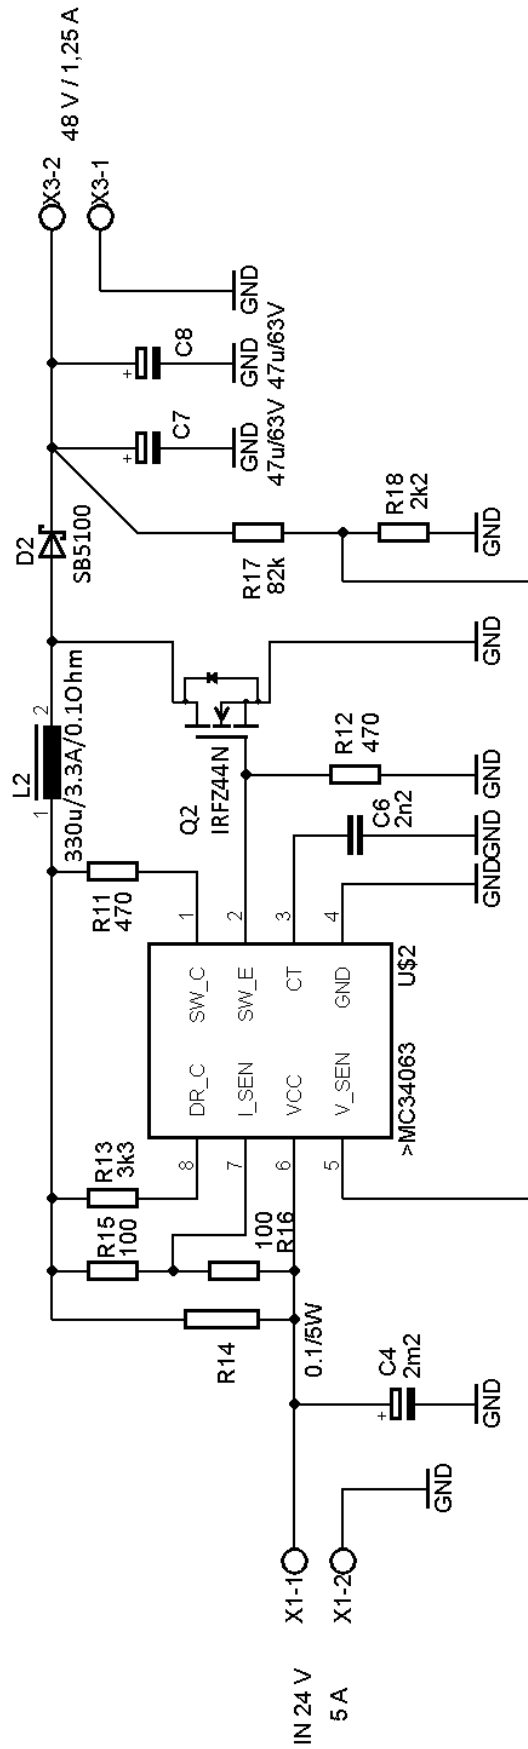 48 V / 1,25 A
X3-2
X3-1
GND
C8
GND
47u/63V
C7
GND
47u/63V
D2
SB5100
R17
82k
R18
2k2
GND
GND
L2
330u/3.3A/0.1Ohm
1
2
Q2
IRFZ44N
R12
470
GND
C6
2n2
GND
GND
R11
470
1
2
3
4
SW_C
SW_E
CT
GND
DR_C
I_SEN
VCC
V_SEN
8
7
6
5
U$2
>MC34063
R13
3k3
R15
100
100
R16
R14
0.1/5W
C4
2m2
GND
GND
X1-1
X1-2
IN 24 V
5 A